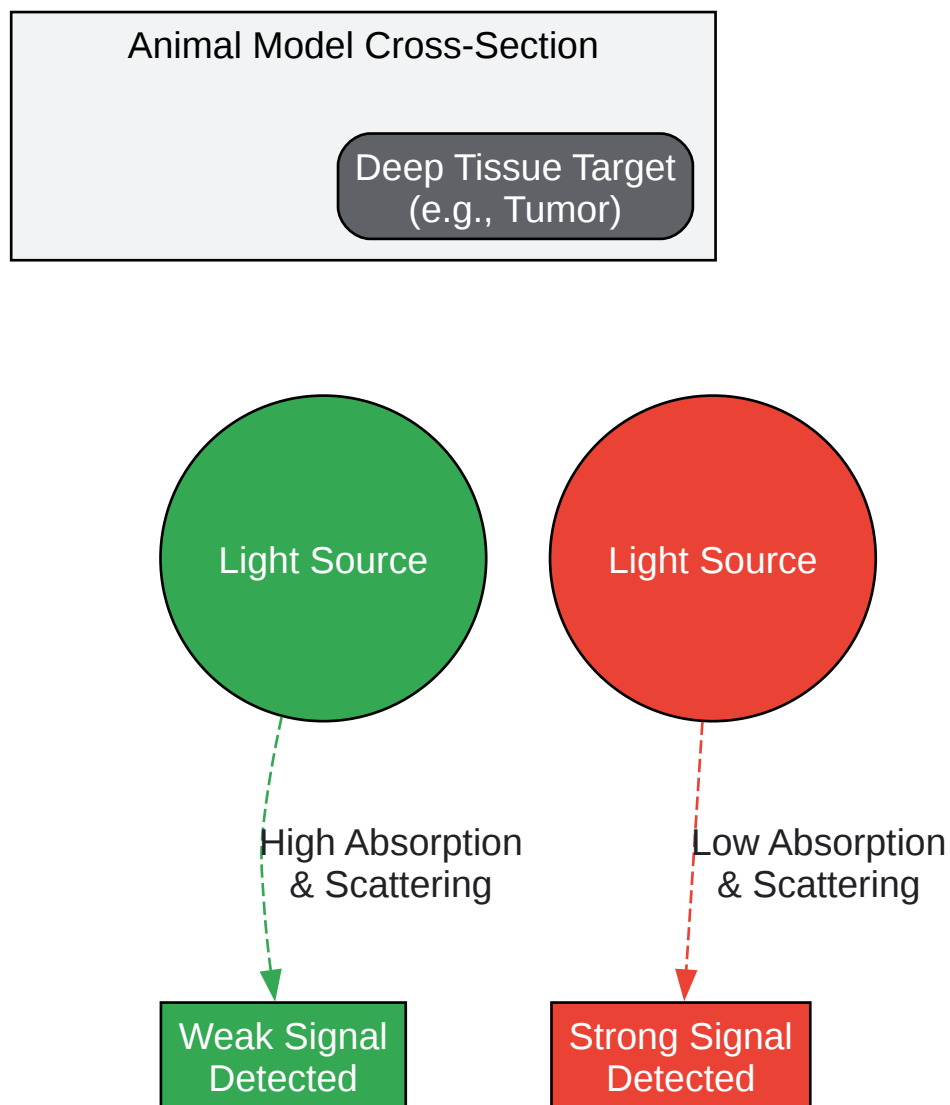 Animal Model Cross-Section
Deep Tissue Target
(e.g., Tumor)
Light Source
Light Source
High Absorption
& Scattering
Low Absorption
& Scattering
Weak Signal
Detected
Strong Signal
Detected